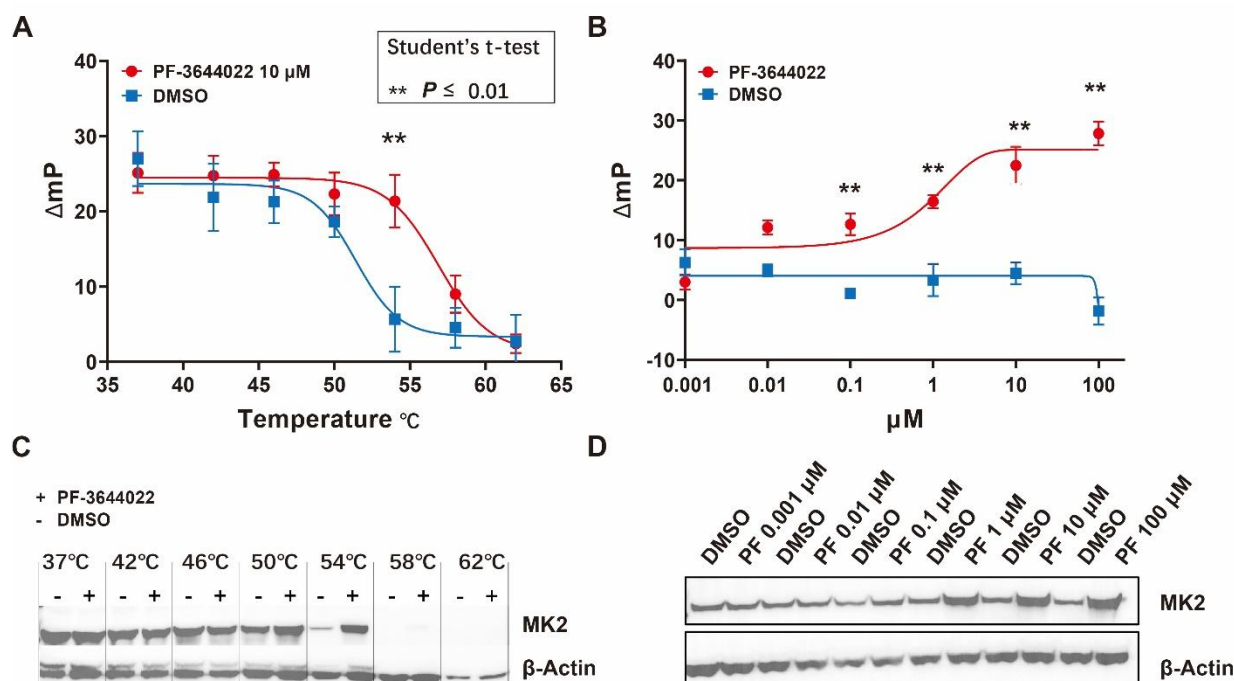 A
Student's t-test
** P ≤ 0.01
PF-3644022 10 μM
DMSO
**
ΔmP
40
30
20
10
0
35 40 45 50 55 60 65
Temperature ℃
B
PF-3644022
DMSO
** ** ** **
ΔmP
40
30
20
10
0
-10
0.001 0.01 0.1 1 10 100
μM
C
+ PF-3644022
- DMSO
37°C 42°C 46°C 50°C 54°C 58°C 62°C
- + - + - + - + - + - + - +
MK2
β-Actin
D
DMSO PF 0.001 μM DMSO PF 0.01 μM DMSO PF 0.1 μM DMSO PF 1 μM DMSO PF 10 μM DMSO PF 100 μM
MK2
β-Actin